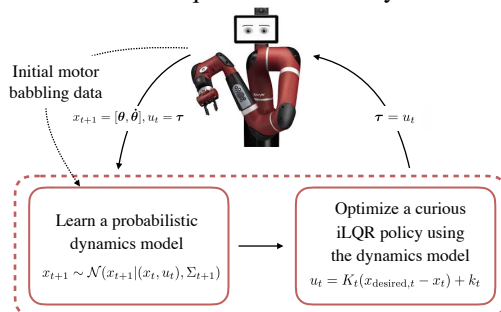 Initial motor
babbling data
x_{t+1} = [θ, θ̇], u_t = τ
τ = u_t
Learn a probabilistic
dynamics model
x_{t+1} ∼ 𝒩(x_{t+1}|(x_t, u_t), Σ_{t+1})
Optimize a curious
iLQR policy using
the dynamics model
u_t = K_t(x_{desired,t} − x_t) + k_t